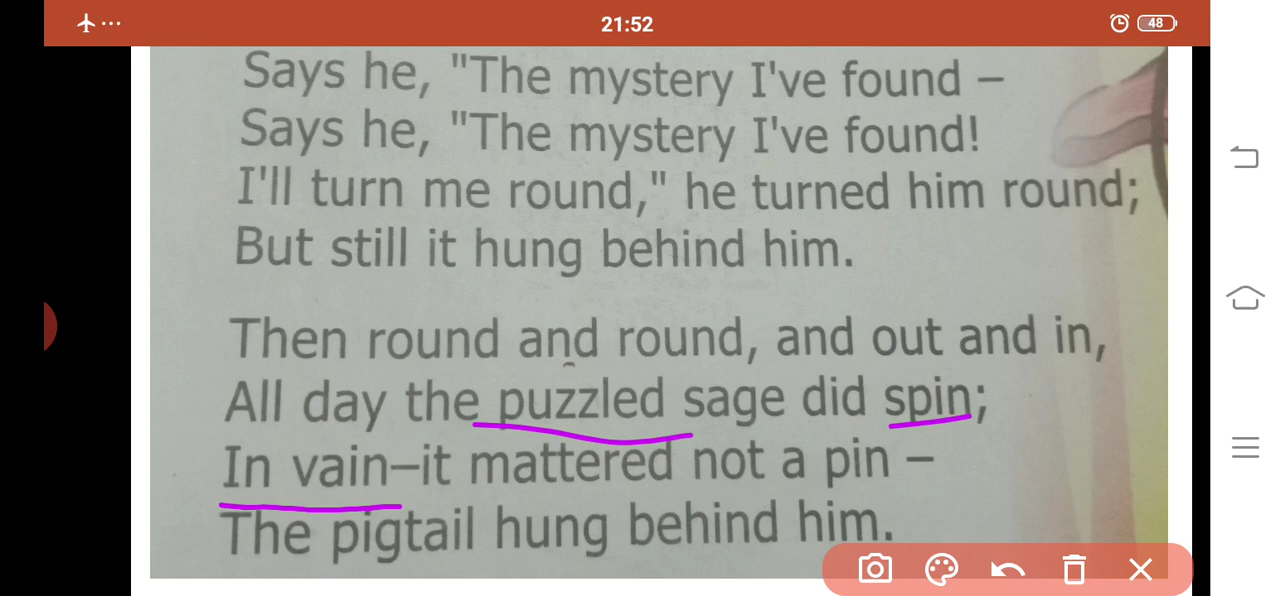 21:52
48
Says he, "The mystery I've found –
Says he, "The mystery I've found!
I'll turn me round," he turned him round;
But still it hung behind him.
Then round and round, and out and in,
All day the puzzled sage did spin;
In vain–it mattered not a pin –
The pigtail hung behind him.